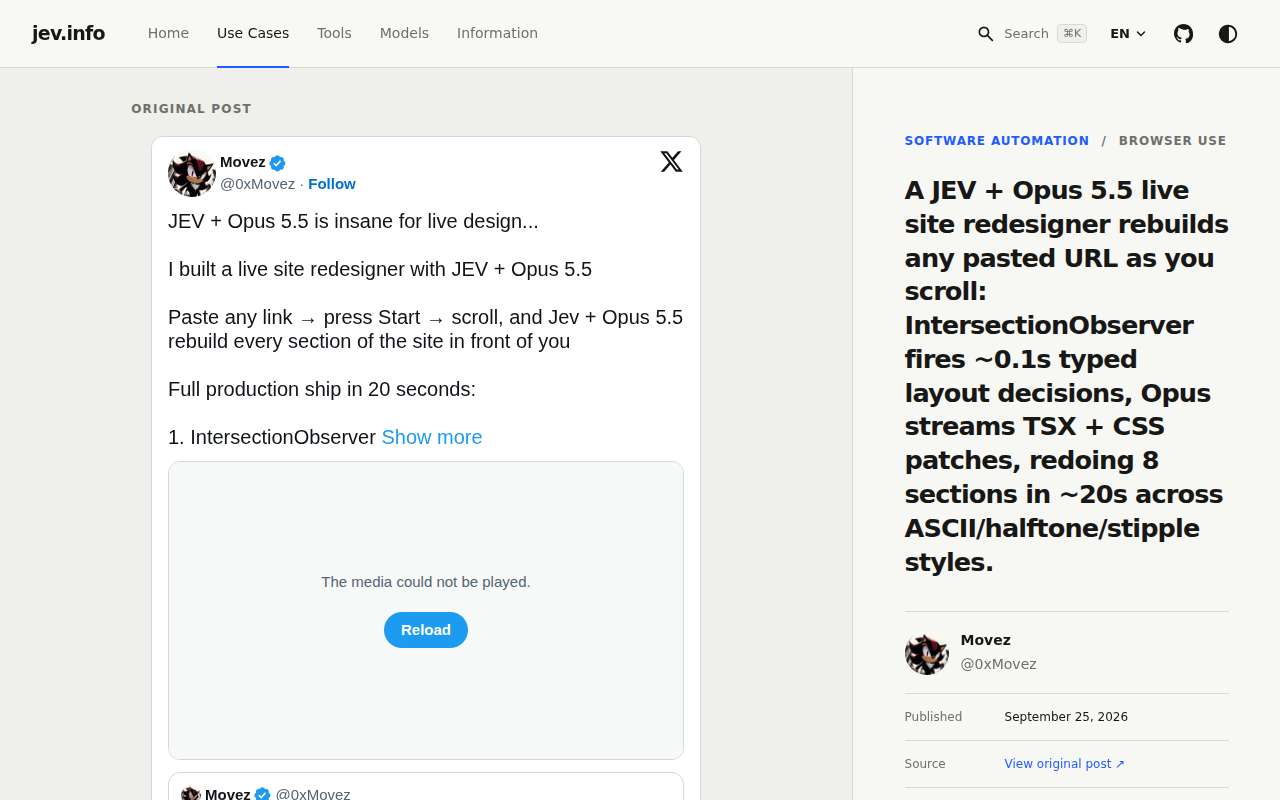 jev.info
Home
Use Cases
Tools
Models
Information
Search
⌘K
EN
ORIGINAL POST
Movez
@0xMovez · Follow
JEV + Opus 5.5 is insane for live design...
I built a live site redesigner with JEV + Opus 5.5
Paste any link → press Start → scroll, and Jev + Opus 5.5
rebuild every section of the site in front of you
Full production ship in 20 seconds:
1. IntersectionObserver Show more
The media could not be played.
Reload
Movez @0xMovez
SOFTWARE AUTOMATION / BROWSER USE
A JEV + Opus 5.5 live
site redesigner rebuilds
any pasted URL as you
scroll:
IntersectionObserver
fires ~0.1s typed
layout decisions, Opus
streams TSX + CSS
patches, redoing 8
sections in ~20s across
ASCII/halftone/stipple
styles.
Movez
@0xMovez
Published September 25, 2026
Source View original post ↗